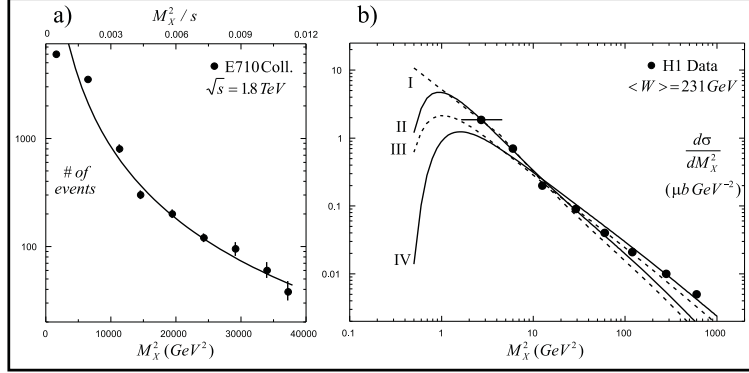 a)
M_X^2 / s
0 0.003 0.006 0.009 0.012
E710 Coll.
√s = 1.8 TeV
1000
# of
events
100
0 10000 20000 30000 40000
M_X^2 (GeV^2)
b)
H1 Data
<W> = 231 GeV
10
I
1
II
III
dσ
dM_X^2
(μb GeV^-2)
0.1
IV
0.01
0.1 1 10 100 1000
M_X^2 (GeV^2)